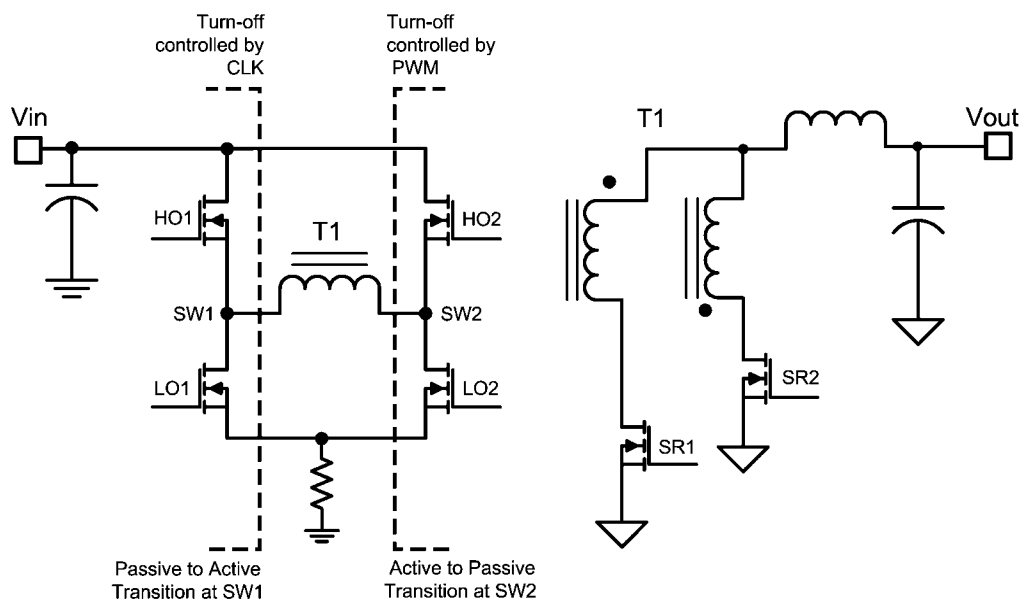 Turn-off
controlled by
CLK
Turn-off
controlled by
PWM
Vin
T1
Vout
HO1
HO2
T1
SW1
SW2
LO1
LO2
SR2
SR1
Passive to Active
Transition at SW1
Active to Passive
Transition at SW2